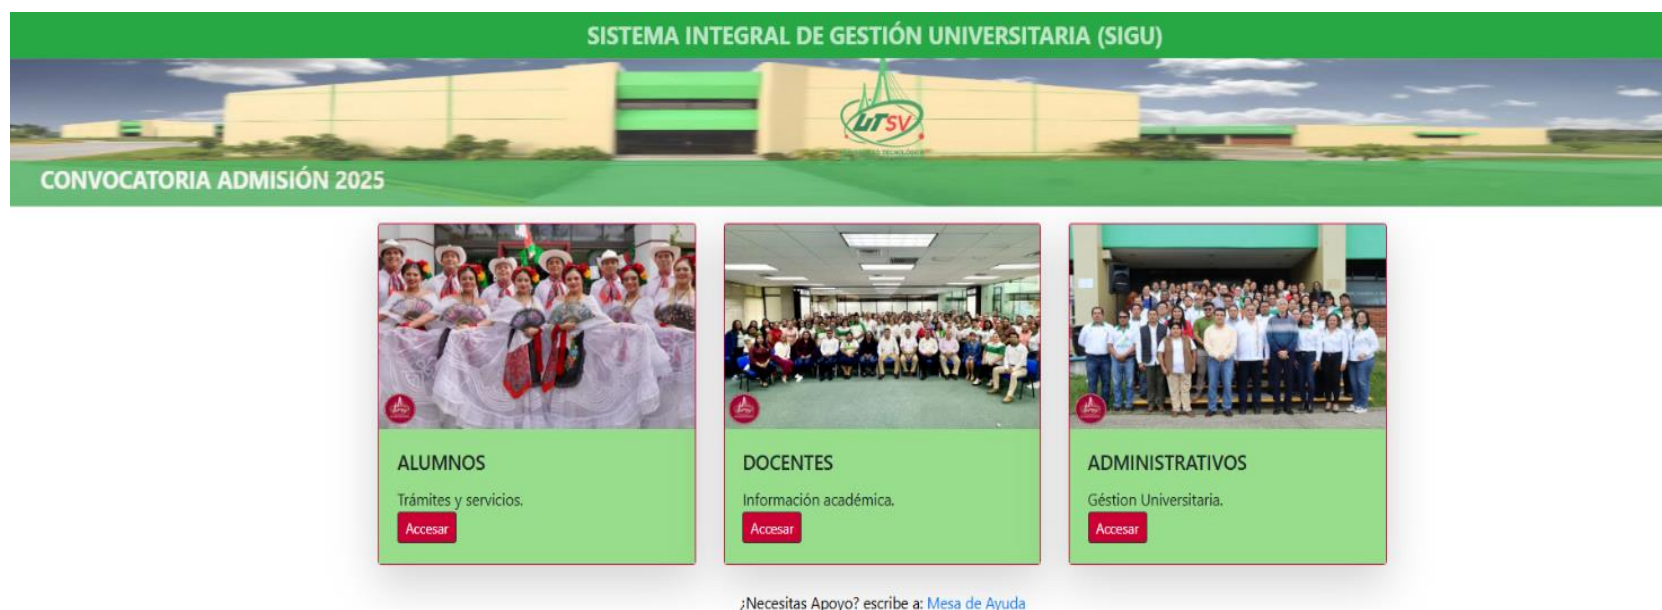 SISTEMA INTEGRAL DE GESTIÓN UNIVERSITARIA (SIGU)
UTSV
CONVOCATORIA ADMISIÓN 2025
ALUMNOS
Trámites y servicios.
Accesar
DOCENTES
Información académica.
Accesar
ADMINISTRATIVOS
Géstion Universitaria.
Accesar
¿Necesitas Apoyo? escribe a: Mesa de Ayuda